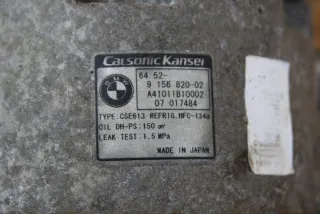 CalsonicKansei
64 52-
9 156 820-02
A41011B10002
07 017484
TYPE:CSE613 REFRIG.HFC-134a
OIL DH-PS:150 cm³
LEAK TEST:1.5 MPa
MADE IN JAPAN